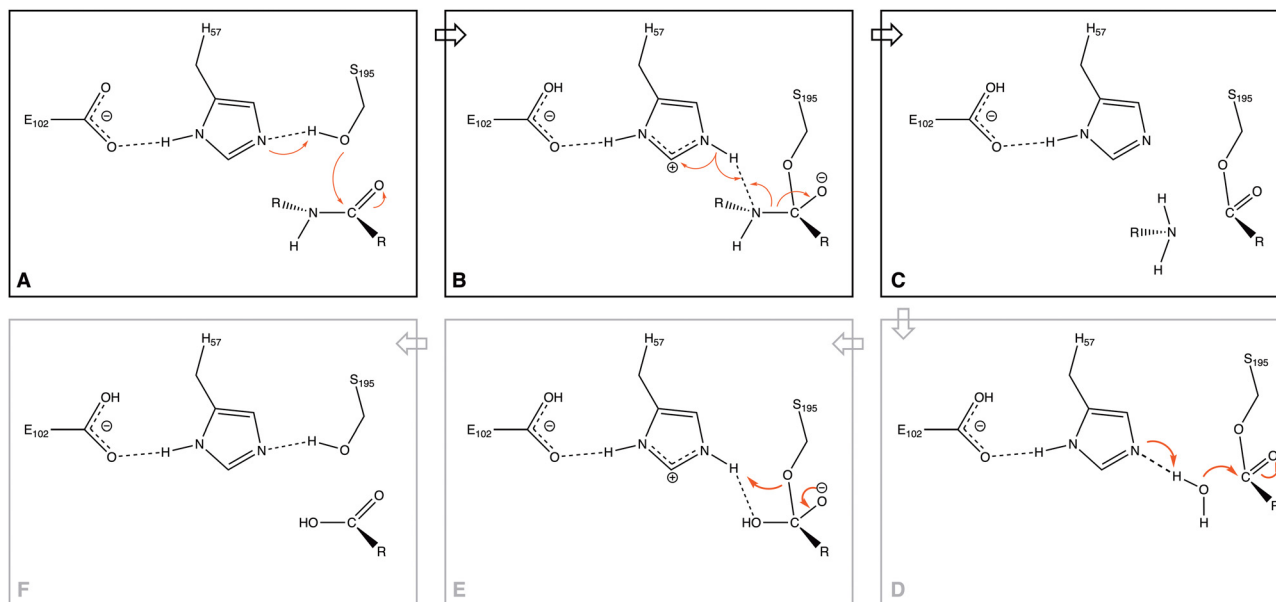 H₅₇
S₁₉₅
O
⊖
E₁₀₂
O H N N H O
O
R N C
H R
A
H₅₇
OH
S₁₉₅
⊖
E₁₀₂
O H N N H
⊕ O
O ⊖
R N C
H R
B
H₅₇
OH
S₁₉₅
⊖
E₁₀₂
O H N N
O
H O
R N C
H R
C
H₅₇
S₁₉₅
OH
⊖
E₁₀₂
O H N N H O
O
HO C
R
F
H₅₇
OH
S₁₉₅
⊖
E₁₀₂
O H N N H
⊕ O
O ⊖
HO C
R
E
H₅₇
S₁₉₅
OH
⊖
E₁₀₂
O
O H N N
H O C O
H R
D